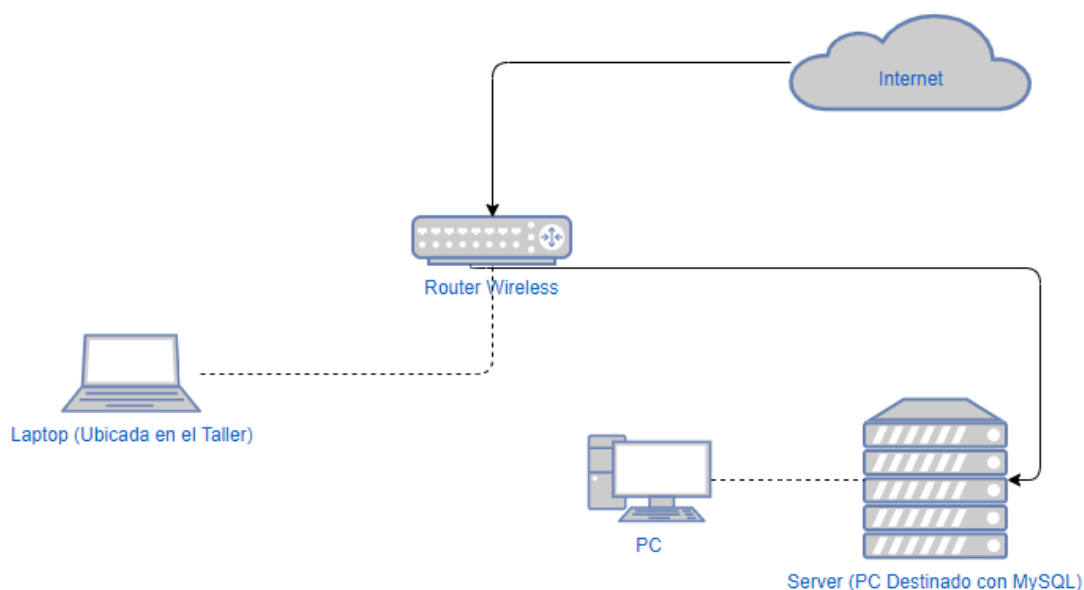 Internet
Router Wireless
Laptop (Ubicada en el Taller)
PC
Server (PC Destinado con MySQL)